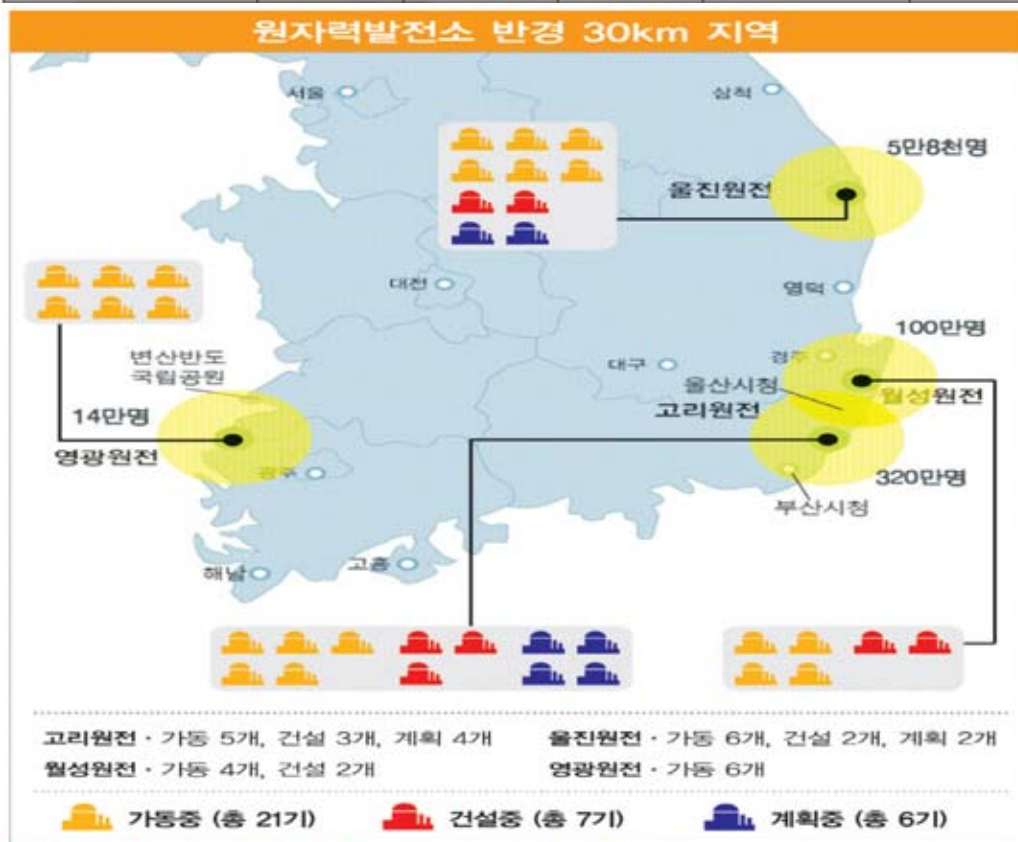 원자력발전소 반경 30km 지역
서울
삼척
5만8천명
울진원전
대전
영덕
100만명
변산반도
국립공원
대구
경주
울산시청
월성원전
14만명
고리원전
영광원전
광주
320만명
부산시청
해남
고흥
고리원전 · 가동 5개, 건설 3개, 계획 4개
울진원전 · 가동 6개, 건설 2개, 계획 2개
월성원전 · 가동 4개, 건설 2개
영광원전 · 가동 6개
가동중 (총 21기)
건설중 (총 7기)
계획중 (총 6기)